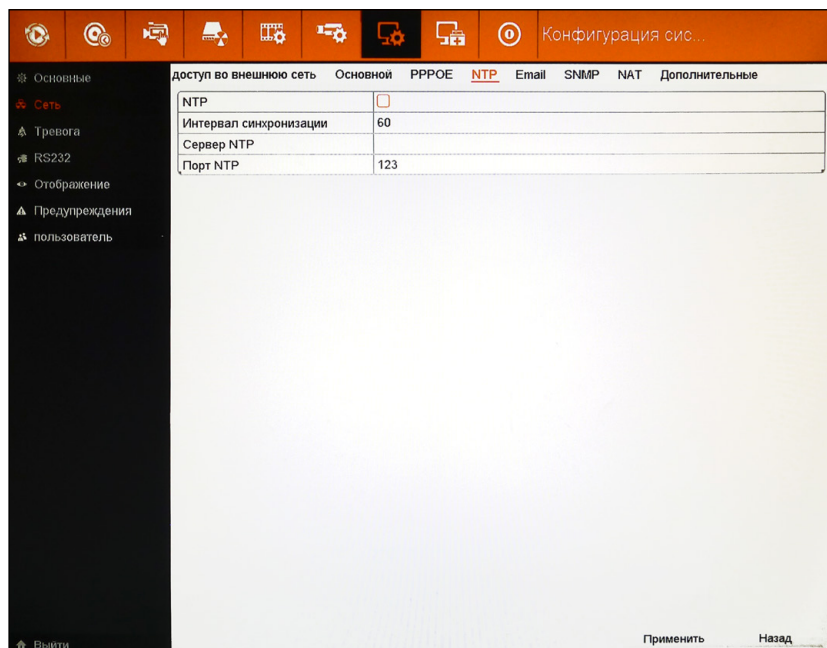 Конфигурация сис...
Основные
Сеть
Тревога
RS232
Отображение
Предупреждения
пользователь
Выйти
доступ во внешнюю сеть Основной PPPOE NTP Email SNMP NAT Дополнительные
NTP
Интервал синхронизации 60
Сервер NTP
Порт NTP 123
Применить Назад